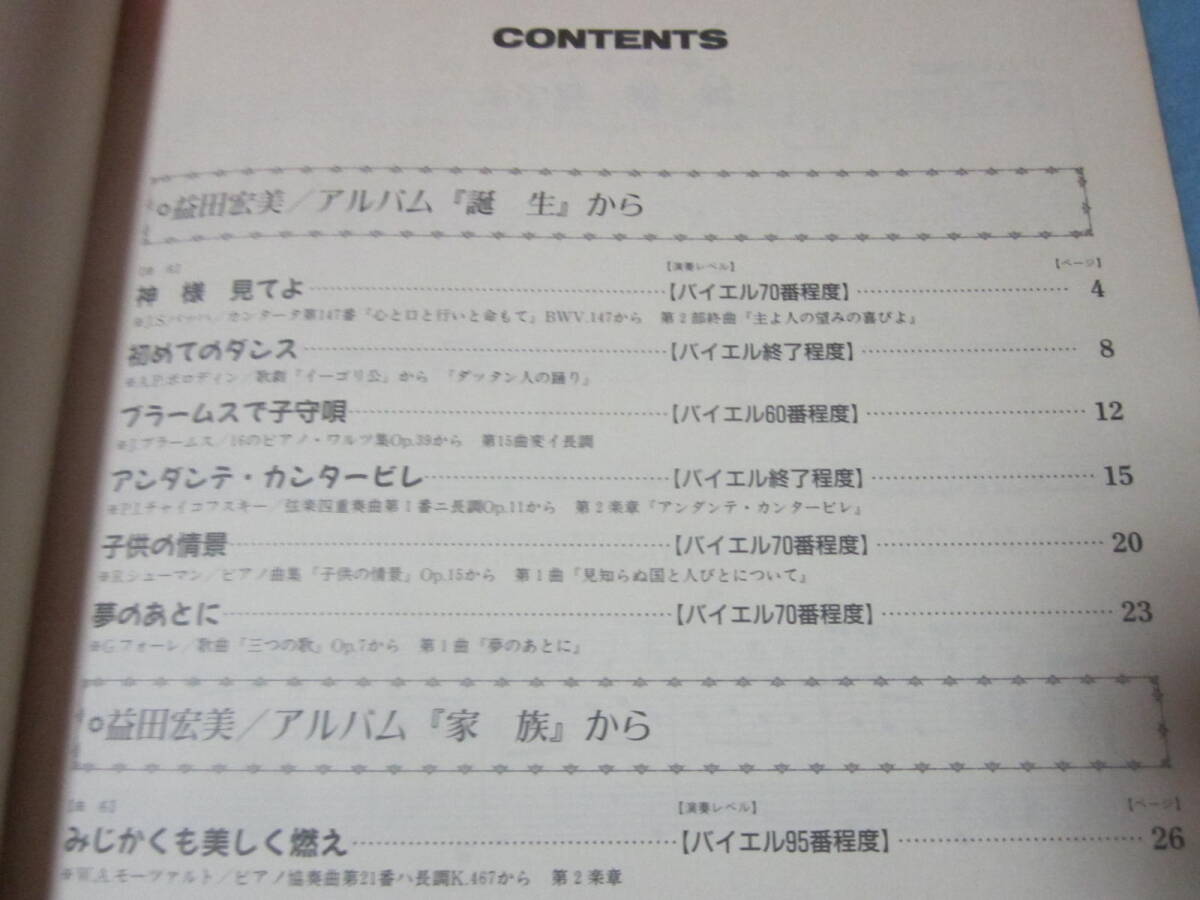 CONTENTS
益田宏美/アルバム『誕 生』から
[曲 名] 【演奏レベル】 【ページ】
神 様 見てよ……【バイエル70番程度】……4
※J.S.バッハ/カンタータ第147番「心と口と行いと命もて」BWV.147から 第2部終曲『主よ人の望みの喜びよ』
初めてのダンス……【バイエル終了程度】……8
※A.P.ボロディン/歌劇「イーゴリ公」から 『ダッタン人の踊り』
ブラームスで子守唄……【バイエル60番程度】……12
※J.ブラームス/16のピアノ・ワルツ集Op.39から 第15曲変イ長調
アンダンテ・カンタービレ……【バイエル終了程度】……15
※P.I.チャイコフスキー/弦楽四重奏曲第1番ニ長調Op.11から 第2楽章『アンダンテ・カンタービレ』
子供の情景……【バイエル70番程度】……20
※R.シューマン/ピアノ曲集「子供の情景」Op.15から 第1曲『見知らぬ国と人びとについて』
夢のあとに……【バイエル70番程度】……23
※G.フォーレ/歌曲「三つの歌」Op.7から 第1曲『夢のあとに』
益田宏美/アルバム『家 族』から
[曲 名] 【演奏レベル】 【ページ】
みじかくも美しく燃え……【バイエル95番程度】……26
※W.A.モーツァルト/ピアノ協奏曲第21番ハ長調K.467から 第2楽章